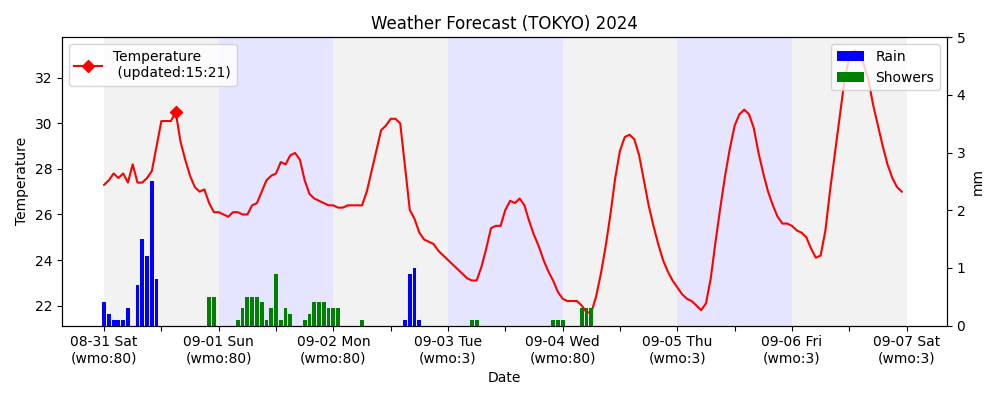 Weather Forecast (TOKYO) 2024
Temperature
(updated:15:21)
Rain
Showers
Temperature
32
30
28
26
24
22
5
4
3
2
1
0
mm
08-31 Sat 09-01 Sun 09-02 Mon 09-03 Tue 09-04 Wed 09-05 Thu 09-06 Fri 09-07 Sat
(wmo:80) (wmo:80) (wmo:80) (wmo:3) (wmo:80) (wmo:3) (wmo:3) (wmo:3)
Date